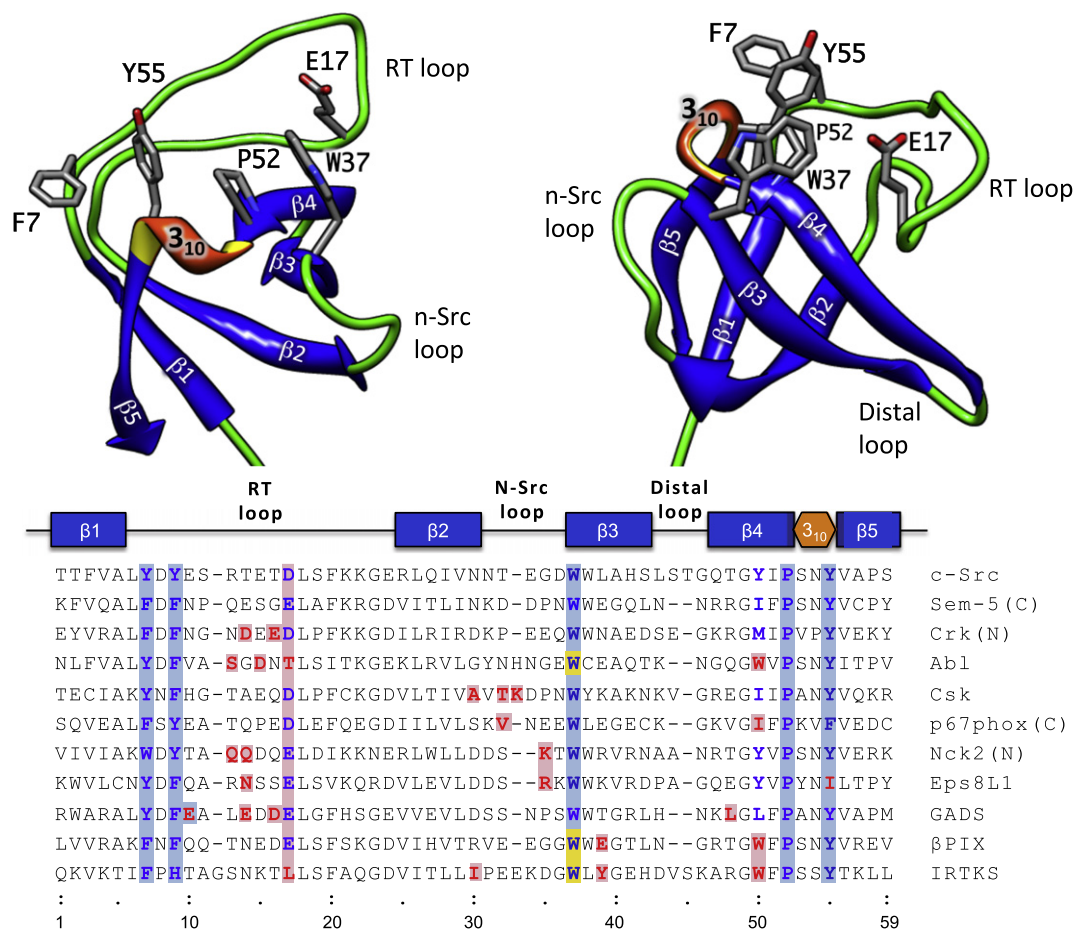 F7
Y55
E17
RT loop
P52
W37
3₁₀
β4
β3
n-Src
loop
β2
β1
β5
F7
Y55
3₁₀
P52
E17
W37
n-Src
loop
RT loop
β5
β4
β3
β2
β1
Distal
loop
RT
loop
N-Src
loop
Distal
loop
β1 β2 β3 β4 3₁₀ β5
TTFVALYDYES-RTETDLSFKKGERLQIVNNT-EGDWWLAHSLSTGQTGYIPSNYVAPS c-Src
KFVQALFDFNP-QESGELAFKRGDVITLINKD-DPNWWEGQLN--NRRGIFPSNYVCPY Sem-5(C)
EYVRALFDFNG-NDEEDLPFKKGDILRIRDKP-EEQWWNAEDSE-GKRGMIPVPYVEKY Crk(N)
NLFVALYDFVA-SGDNTLSITKGEKLRVLGYNHNGEWCEAQTK--NGQGWVPSNYITPV Abl
TECIAKYNFHG-TAEQDLPFCKGDVLTIVAVTKDPNWYKAKNKV-GREGIIPANYVQKR Csk
SQVEALFSYEA-TQPEDLEFQEGDIILVLSKV-NEEWLEGECK--GKVGIFPKVFVEDC p67phox(C)
VIVIAKWDYTA-QQDQELDIKKNERLWLLDDS--KTWWRVRNAA-NRTGYVPSNYVERK Nck2(N)
KWVLCNYDFQA-RNSSELSVKQRDVLEVLDDS--RKWWKVRDPA-GQEGYVPYNILTPY Eps8L1
RWARALYDFEA-LEDDELGFHSGEVVEVLDSS-NPSWWTGRLH--NKLGLFPANYVAPM GADS
LVVRAKFNFQQ-TNEDELSFSKGDVIHVTRVE-EGGWWEGTLN--GRTGWFPSNYVREV βPIX
QKVKTIFPHTAGSNKTLLSFAQGDVITLLIPEEKDGWLYGEHDVSKARGWFPSSYTKLL IRTKS
: . : . : . : . : . : . :
1 10 20 30 40 50 59